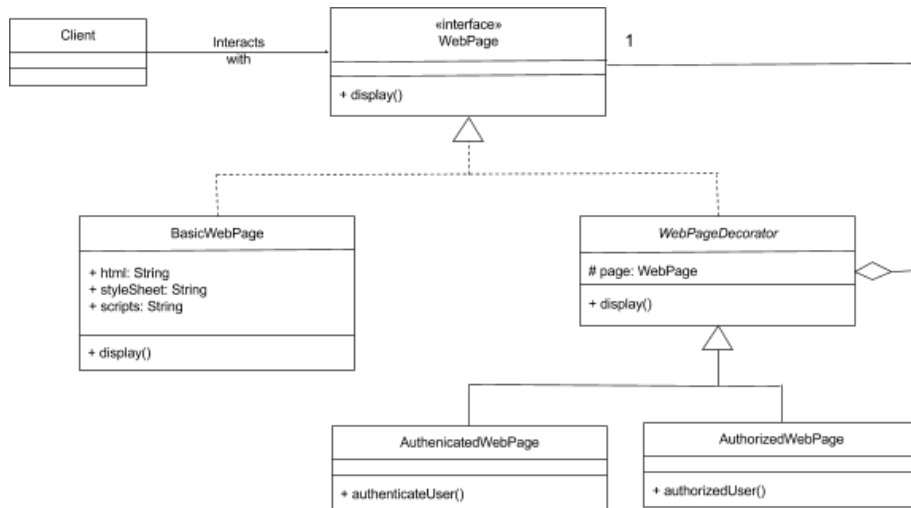 Client
Interacts
with
«interface»
WebPage
1
+ display()
BasicWebPage
+ html: String
+ styleSheet: String
+ scripts: String
+ display()
WebPageDecorator
# page: WebPage
+ display()
AuthenicatedWebPage
+ authenticateUser()
AuthorizedWebPage
+ authorizedUser()